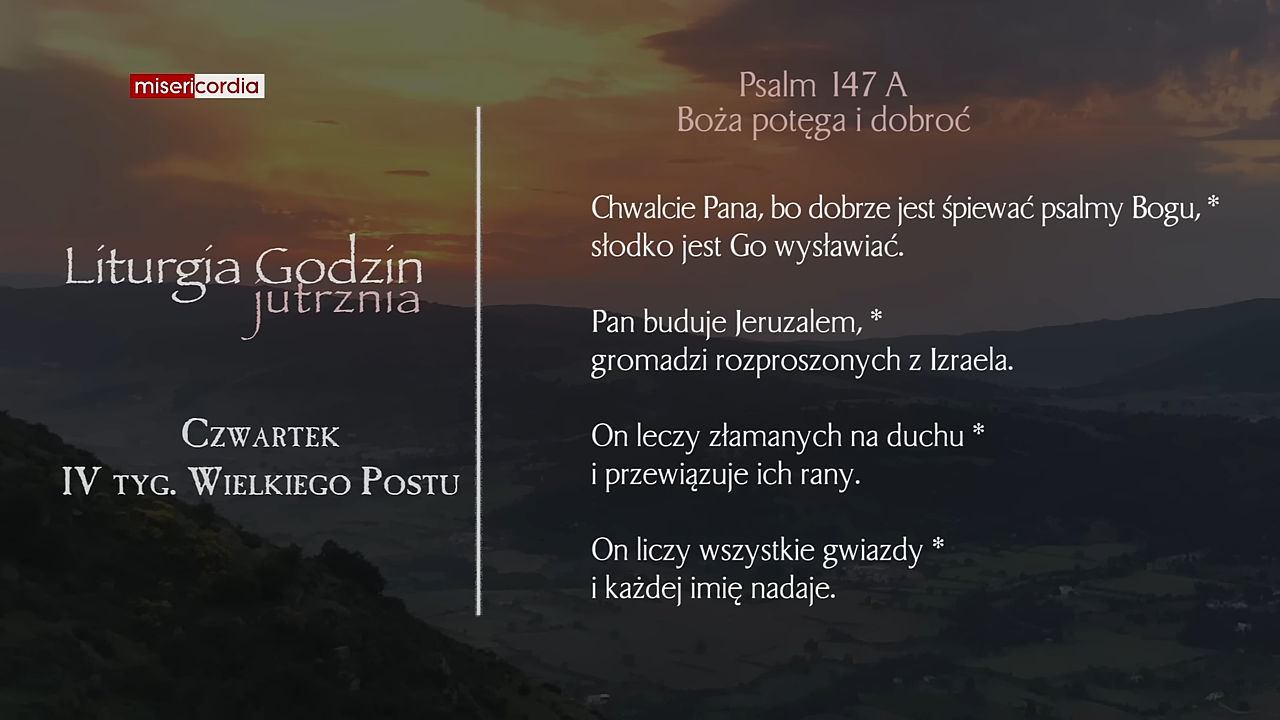 misericordia
Liturgia Godzin
jutrznia
Czwartek
IV tyg. Wielkiego Postu
Psalm 147 A
Boża potęga i dobroć
Chwalcie Pana, bo dobrze jest śpiewać psalmy Bogu, *
słodko jest Go wysławiać.
Pan buduje Jeruzalem, *
gromadzi rozproszonych z Izraela.
On leczy złamanych na duchu *
i przewiązuje ich rany.
On liczy wszystkie gwiazdy *
i każdej imię nadaje.